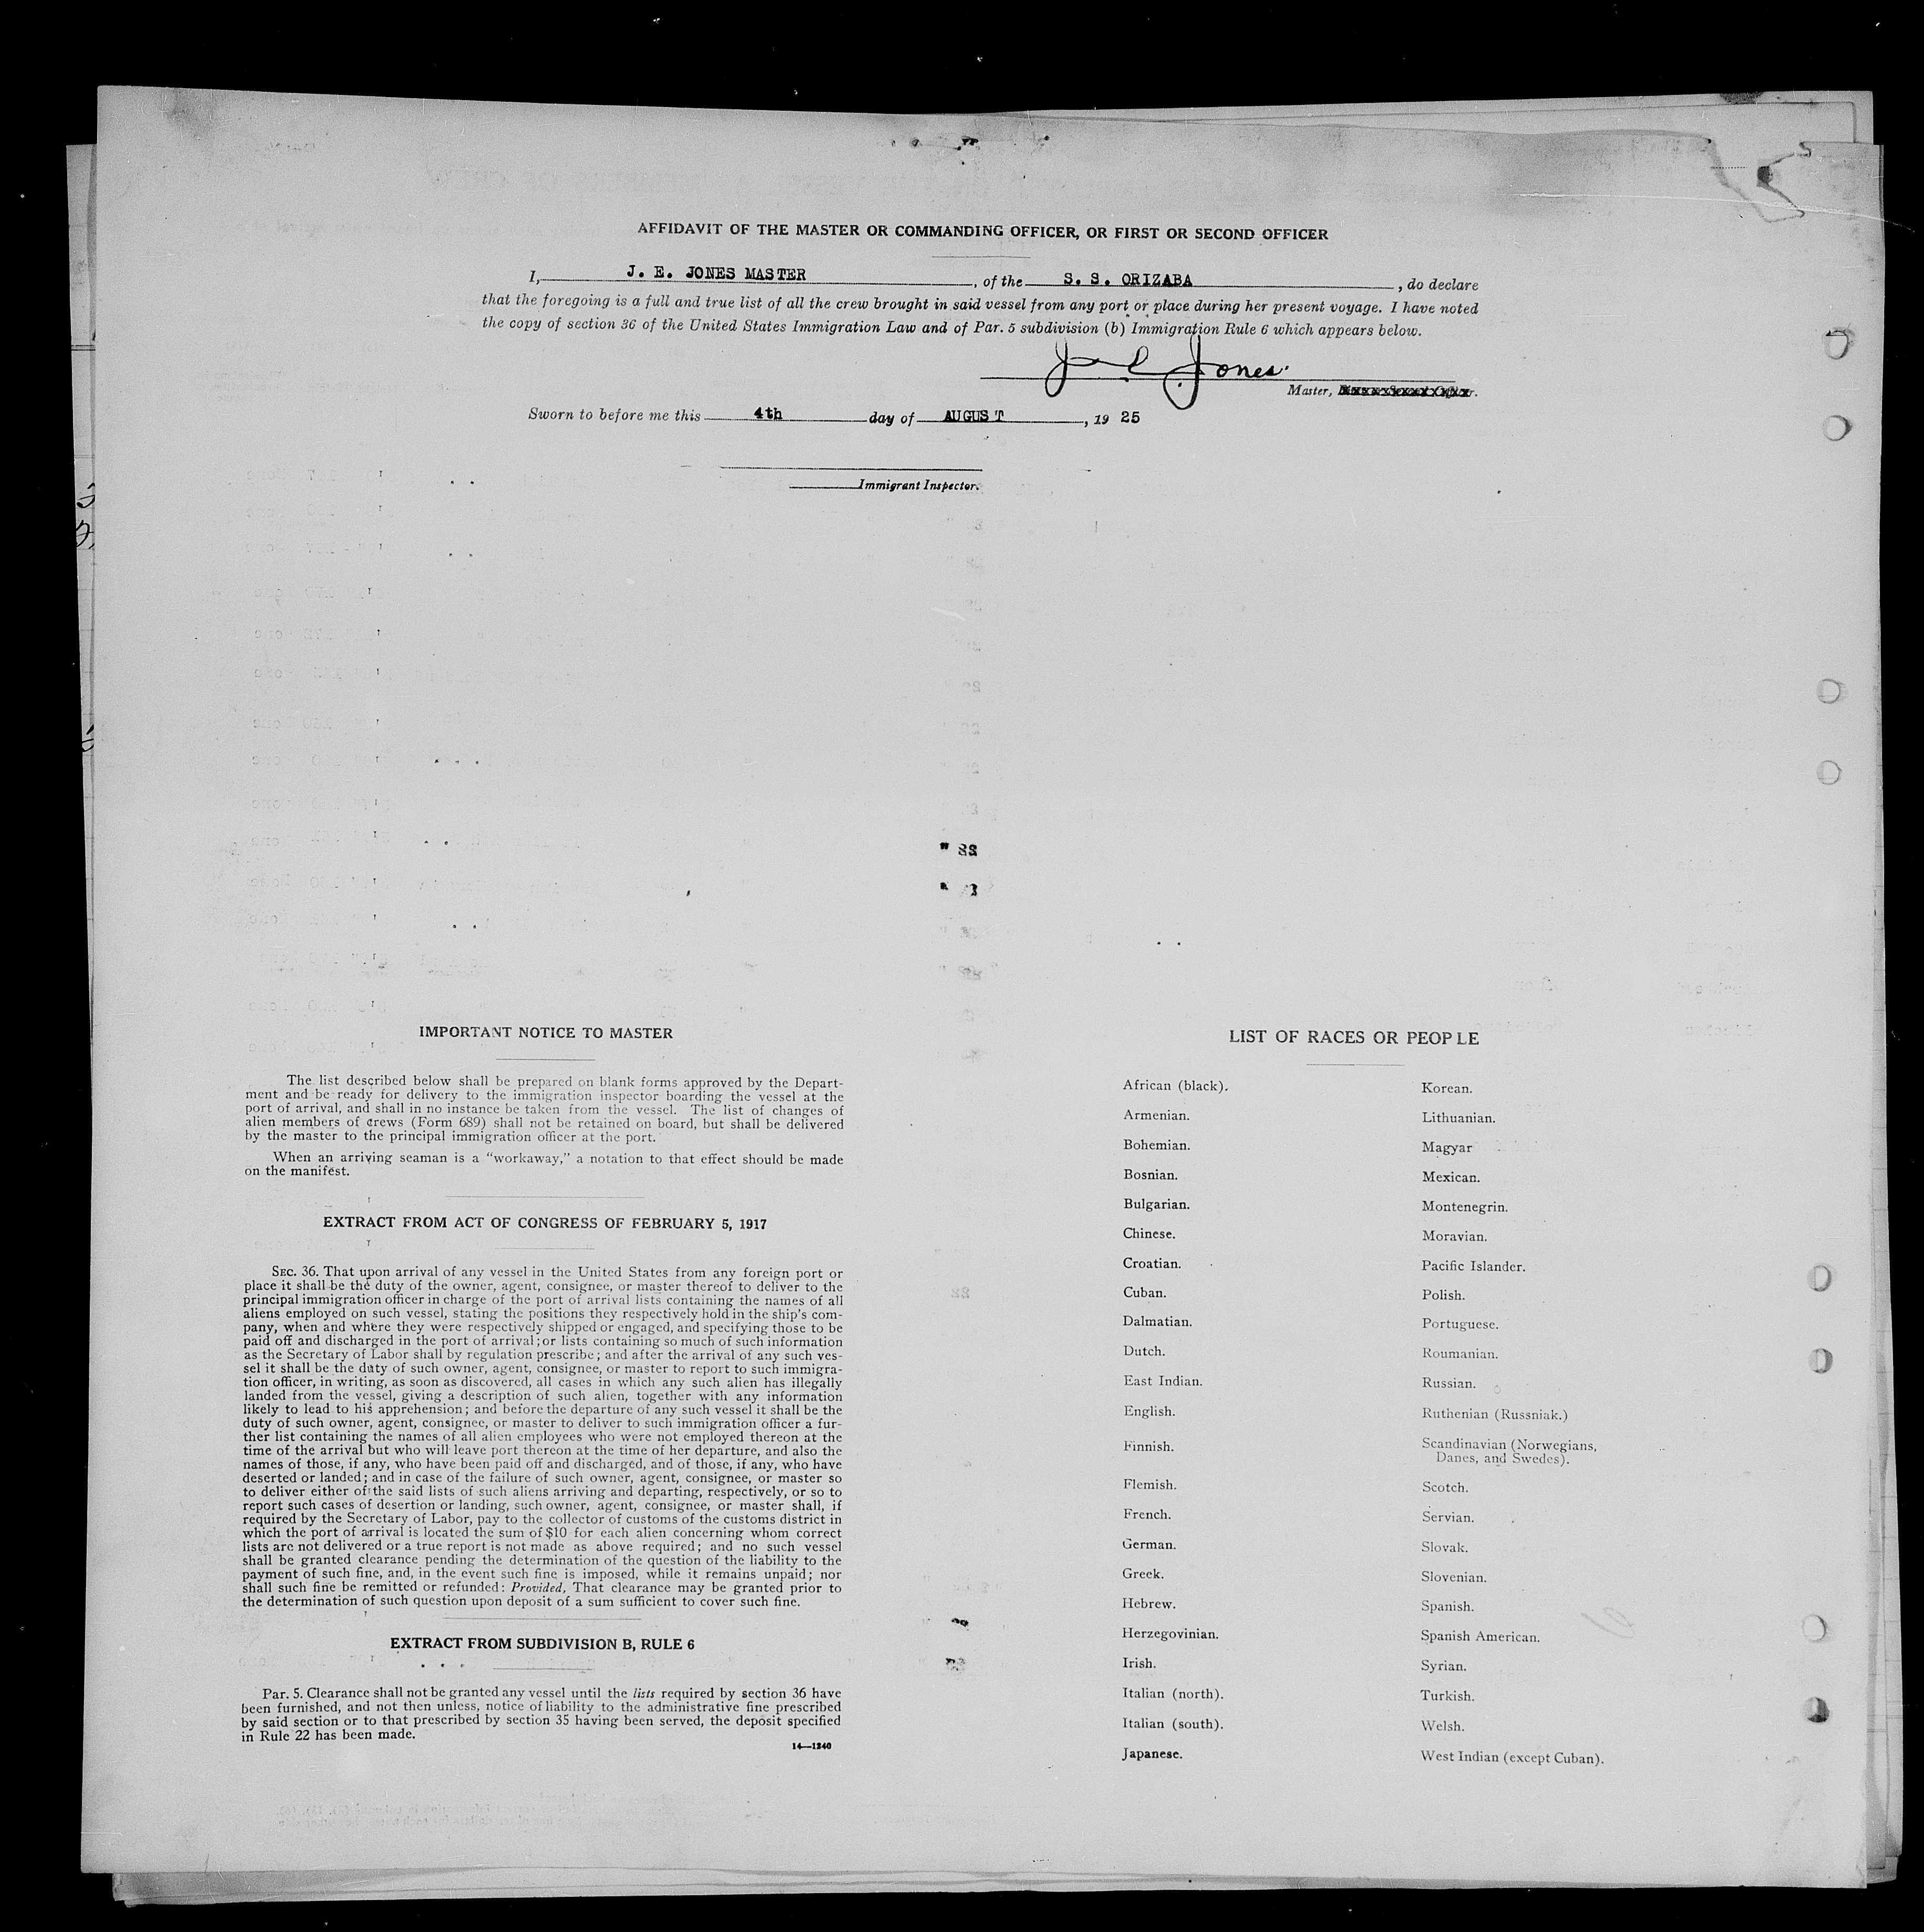 AFFIDAVIT OF THE MASTER OR COMMANDING OFFICER, OR FIRST OR SECOND OFFICER
I, J. E. JONES MASTER, of the S. S. ORIZABA, do declare
that the foregoing is a full and true list of all the crew brought in said vessel from any port or place during her present voyage. I have noted
the copy of section 36 of the United States Immigration Law and of Par. 5 subdivision (b) Immigration Rule 6 which appears below.
J E Jones
Master,
Sworn to before me this 4th day of AUGUST, 19 25
Immigrant Inspector.
IMPORTANT NOTICE TO MASTER
The list described below shall be prepared on blank forms approved by the Depart-
ment and be ready for delivery to the immigration inspector boarding the vessel at the
port of arrival, and shall in no instance be taken from the vessel. The list of changes of
alien members of crews (Form 689) shall not be retained on board, but shall be delivered
by the master to the principal immigration officer at the port.
When an arriving seaman is a “workaway,” a notation to that effect should be made
on the manifest.
EXTRACT FROM ACT OF CONGRESS OF FEBRUARY 5, 1917
SEC. 36. That upon arrival of any vessel in the United States from any foreign port or
place it shall be the duty of the owner, agent, consignee, or master thereof to deliver to the
principal immigration officer in charge of the port of arrival lists containing the names of all
aliens employed on such vessel, stating the positions they respectively hold in the ship's com-
pany, when and where they were respectively shipped or engaged, and specifying those to be
paid off and discharged in the port of arrival; or lists containing so much of such information
as the Secretary of Labor shall by regulation prescribe; and after the arrival of any such ves-
sel it shall be the duty of such owner, agent, consignee, or master to report to such immigra-
tion officer, in writing, as soon as discovered, all cases in which any such alien has illegally
landed from the vessel, giving a description of such alien, together with any information
likely to lead to his apprehension; and before the departure of any such vessel it shall be the
duty of such owner, agent, consignee, or master to deliver to such immigration officer a fur-
ther list containing the names of all alien employees who were not employed thereon at the
time of the arrival but who will leave port thereon at the time of her departure, and also the
names of those, if any, who have been paid off and discharged, and of those, if any, who have
deserted or landed; and in case of the failure of such owner, agent, consignee, or master so
to deliver either of the said lists of such aliens arriving and departing, respectively, or so to
report such cases of desertion or landing, such owner, agent, consignee, or master shall, if
required by the Secretary of Labor, pay to the collector of customs of the customs district in
which the port of arrival is located the sum of $10 for each alien concerning whom correct
lists are not delivered or a true report is not made as above required; and no such vessel
shall be granted clearance pending the determination of the question of the liability to the
payment of such fine, and, in the event such fine is imposed, while it remains unpaid; nor
shall such fine be remitted or refunded: Provided, That clearance may be granted prior to
the determination of such question upon deposit of a sum sufficient to cover such fine.
EXTRACT FROM SUBDIVISION B, RULE 6
Par. 5. Clearance shall not be granted any vessel until the lists required by section 36 have
been furnished, and not then unless, notice of liability to the administrative fine prescribed
by said section or to that prescribed by section 35 having been served, the deposit specified
in Rule 22 has been made.
14—1240
LIST OF RACES OR PEOPLE
African (black).
Armenian.
Bohemian.
Bosnian.
Bulgarian.
Chinese.
Croatian.
Cuban.
Dalmatian.
Dutch.
East Indian.
English.
Finnish.
Flemish.
French.
German.
Greek.
Hebrew.
Herzegovinian.
Irish.
Italian (north).
Italian (south).
Japanese.
Korean.
Lithuanian.
Magyar
Mexican.
Montenegrin.
Moravian.
Pacific Islander.
Polish.
Portuguese.
Roumanian.
Russian.
Ruthenian (Russniak.)
Scandinavian (Norwegians,
Danes, and Swedes).
Scotch.
Servian.
Slovak.
Slovenian.
Spanish.
Spanish American.
Syrian.
Turkish.
Welsh.
West Indian (except Cuban).